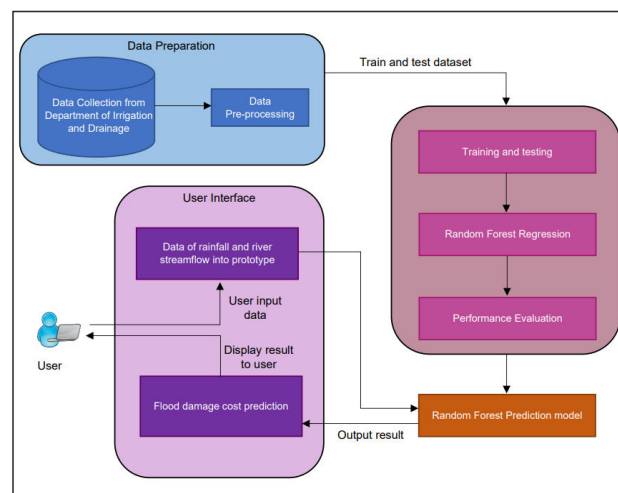 Data Preparation
Data Collection from
Department of Irrigation
and Drainage
Data
Pre-processing
Train and test dataset
Training and testing
Random Forest Regression
Performance Evaluation
User Interface
Data of rainfall and river
streamflow into prototype
User input
data
User
Display result
to user
Flood damage cost prediction
Output result
Random Forest Prediction model